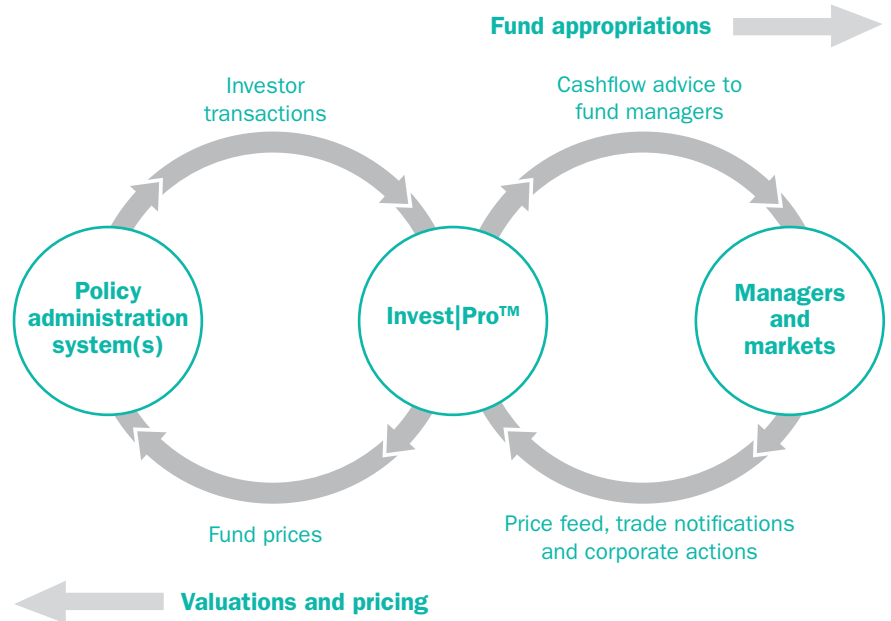 Fund appropriations
Investor
transactions
Cashflow advice to
fund managers
Policy
administration
system(s)
Invest|Pro™
Managers
and
markets
Fund prices
Price feed, trade notifications
and corporate actions
Valuations and pricing